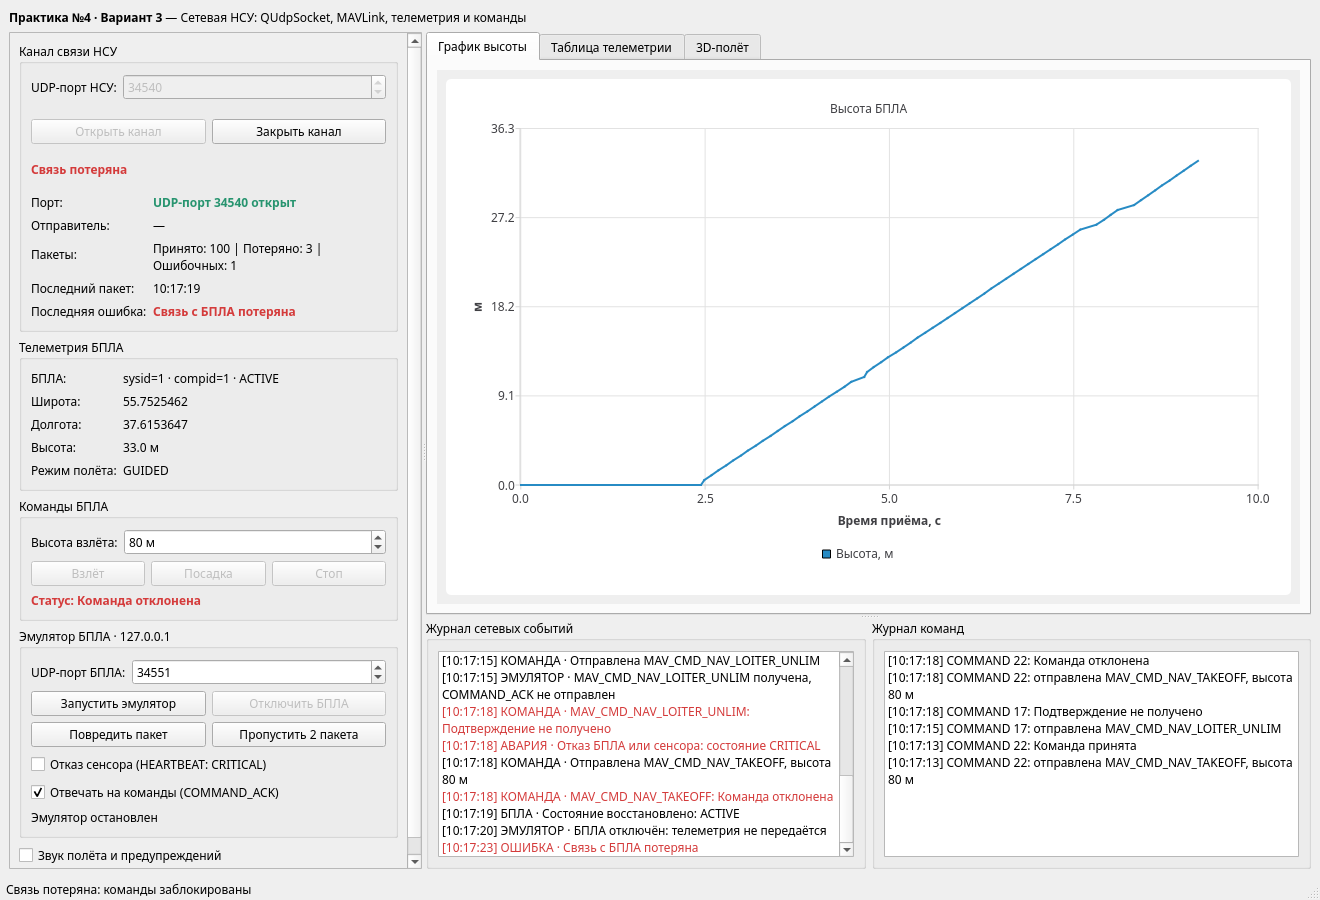 Практика №4 · Вариант 3 — Сетевая НСУ: QUdpSocket, MAVLink, телеметрия и команды
Канал связи НСУ
UDP-порт НСУ: 34540
Открыть канал
Закрыть канал
Связь потеряна
Порт: UDP-порт 34540 открыт
Отправитель: —
Пакеты: Принято: 100 | Потеряно: 3 |
Ошибочных: 1
Последний пакет: 10:17:19
Последняя ошибка: Связь с БПЛА потеряна
Телеметрия БПЛА
БПЛА: sysid=1 · compid=1 · ACTIVE
Широта: 55.7525462
Долгота: 37.6153647
Высота: 33.0 м
Режим полёта: GUIDED
Команды БПЛА
Высота взлёта: 80 м
Взлёт
Посадка
Стоп
Статус: Команда отклонена
Эмулятор БПЛА · 127.0.0.1
UDP-порт БПЛА: 34551
Запустить эмулятор
Отключить БПЛА
Повредить пакет
Пропустить 2 пакета
Отказ сенсора (HEARTBEAT: CRITICAL)
Отвечать на команды (COMMAND_ACK)
Эмулятор остановлен
Звук полёта и предупреждений
График высоты
Таблица телеметрии
3D-полёт
Высота БПЛА
36.3
27.2
м
18.2
9.1
0.0
0.0 2.5 5.0 7.5 10.0
Время приёма, с
Высота, м
Журнал сетевых событий
[10:17:15] КОМАНДА · Отправлена MAV_CMD_NAV_LOITER_UNLIM
[10:17:15] ЭМУЛЯТОР · MAV_CMD_NAV_LOITER_UNLIM получена,
COMMAND_ACK не отправлен
[10:17:18] КОМАНДА · MAV_CMD_NAV_LOITER_UNLIM:
Подтверждение не получено
[10:17:18] АВАРИЯ · Отказ БПЛА или сенсора: состояние CRITICAL
[10:17:18] КОМАНДА · Отправлена MAV_CMD_NAV_TAKEOFF, высота
80 м
[10:17:18] КОМАНДА · MAV_CMD_NAV_TAKEOFF: Команда отклонена
[10:17:19] БПЛА · Состояние восстановлено: ACTIVE
[10:17:20] ЭМУЛЯТОР · БПЛА отключён: телеметрия не передаётся
[10:17:23] ОШИБКА · Связь с БПЛА потеряна
Журнал команд
[10:17:18] COMMAND 22: Команда отклонена
[10:17:18] COMMAND 22: отправлена MAV_CMD_NAV_TAKEOFF, высота
80 м
[10:17:18] COMMAND 17: Подтверждение не получено
[10:17:15] COMMAND 17: отправлена MAV_CMD_NAV_LOITER_UNLIM
[10:17:13] COMMAND 22: Команда принята
[10:17:13] COMMAND 22: отправлена MAV_CMD_NAV_TAKEOFF, высота
80 м
Связь потеряна: команды заблокированы